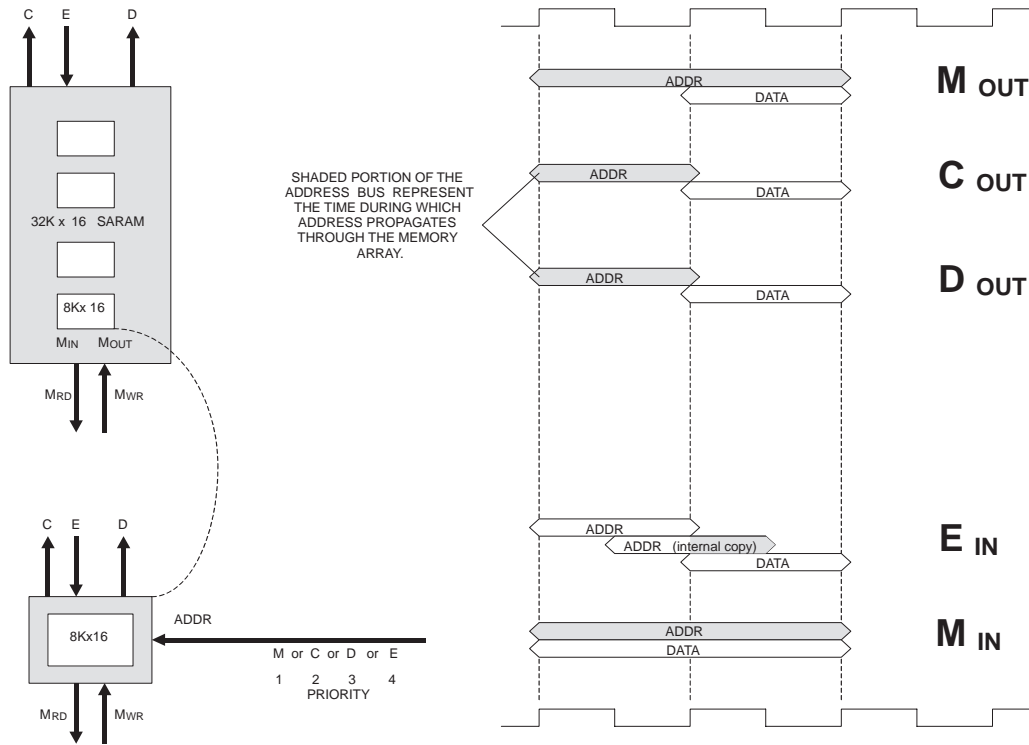 C E D
32K x 16 SARAM
8Kx 16
MIN MOUT
MRD MWR
C E D
8Kx16
MRD MWR
ADDR
M or C or D or E
1 2 3 4
PRIORITY
SHADED PORTION OF THE
ADDRESS BUS REPRESENT
THE TIME DURING WHICH
ADDRESS PROPAGATES
THROUGH THE MEMORY
ARRAY.
ADDR
DATA
M OUT
ADDR
DATA
C OUT
ADDR
DATA
D OUT
ADDR
ADDR (internal copy)
DATA
E IN
ADDR
DATA
M IN